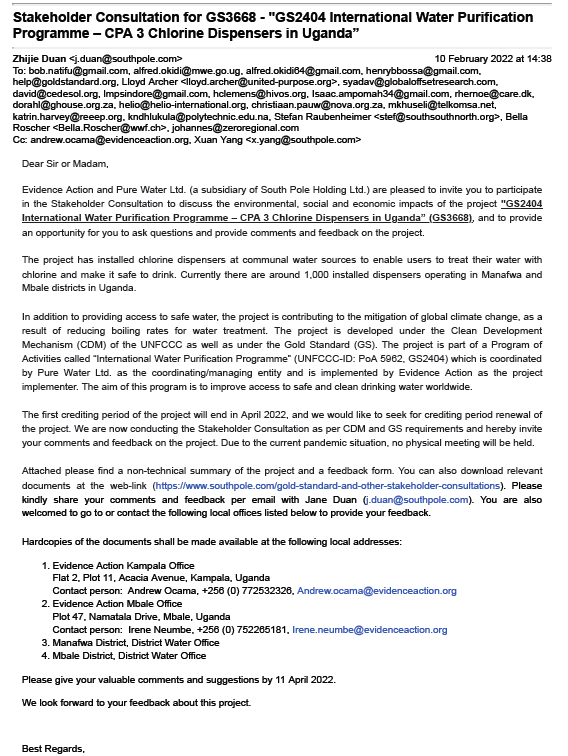 Stakeholder Consultation for GS3668 - "GS2404 International Water Purification
Programme – CPA 3 Chlorine Dispensers in Uganda”
Zhijie Duan <j.duan@southpole.com> 10 February 2022 at 14:38
To: bob.natifu@gmail.com, alfred.okidi@mwe.go.ug, alfred.okidi64@gmail.com, henrybbossa@gmail.com,
help@goldstandard.org, Lloyd Archer <lloyd.archer@united-purpose.org>, syadav@globaloffsetresearch.com,
david@cedesol.org, lmpsindore@gmail.com, hclemens@hivos.org, Isaac.ampomah34@gmail.com, rhernoe@care.dk,
dorahl@ghouse.org.za, helio@helio-international.org, christiaan.pauw@nova.org.za, mkhuseli@telkomsa.net,
katrin.harvey@reeep.org, kndhlukula@polytechnic.edu.na, Stefan Raubenheimer <stef@southsouthnorth.org>, Bella
Roscher <Bella.Roscher@wwf.ch>, johannes@zeroregional.com
Cc: andrew.ocama@evidenceaction.org, Xuan Yang <x.yang@southpole.com>
Dear Sir or Madam,
Evidence Action and Pure Water Ltd. (a subsidiary of South Pole Holding Ltd.) are pleased to invite you to participate
in the Stakeholder Consultation to discuss the environmental, social and economic impacts of the project "GS2404
International Water Purification Programme – CPA 3 Chlorine Dispensers in Uganda” (GS3668), and to provide
an opportunity for you to ask questions and provide comments and feedback on the project.
The project has installed chlorine dispensers at communal water sources to enable users to treat their water with
chlorine and make it safe to drink. Currently there are around 1,000 installed dispensers operating in Manafwa and
Mbale districts in Uganda.
In addition to providing access to safe water, the project is contributing to the mitigation of global climate change, as a
result of reducing boiling rates for water treatment. The project is developed under the Clean Development
Mechanism (CDM) of the UNFCCC as well as under the Gold Standard (GS). The project is part of a Program of
Activities called “International Water Purification Programme“ (UNFCCC-ID: PoA 5962, GS2404) which is coordinated
by Pure Water Ltd. as the coordinating/managing entity and is implemented by Evidence Action as the project
implementer. The aim of this program is to improve access to safe and clean drinking water worldwide.
The first crediting period of the project will end in April 2022, and we would like to seek for crediting period renewal of
the project. We are now conducting the Stakeholder Consultation as per CDM and GS requirements and hereby invite
your comments and feedback on the project. Due to the current pandemic situation, no physical meeting will be held.
Attached please find a non-technical summary of the project and a feedback form. You can also download relevant
documents at the web-link (https://www.southpole.com/gold-standard-and-other-stakeholder-consultations). Please
kindly share your comments and feedback per email with Jane Duan (j.duan@southpole.com). You are also
welcomed to go to or contact the following local offices listed below to provide your feedback.
Hardcopies of the documents shall be made available at the following local addresses:
1. Evidence Action Kampala Office
Flat 2, Plot 11, Acacia Avenue, Kampala, Uganda
Contact person: Andrew Ocama, +256 (0) 772532326, Andrew.ocama@evidenceaction.org
2. Evidence Action Mbale Office
Plot 47, Namatala Drive, Mbale, Uganda
Contact person: Irene Neumbe, +256 (0) 752265181, Irene.neumbe@evidenceaction.org
3. Manafwa District, District Water Office
4. Mbale District, District Water Office
Please give your valuable comments and suggestions by 11 April 2022.
We look forward to your feedback about this project.
Best Regards,